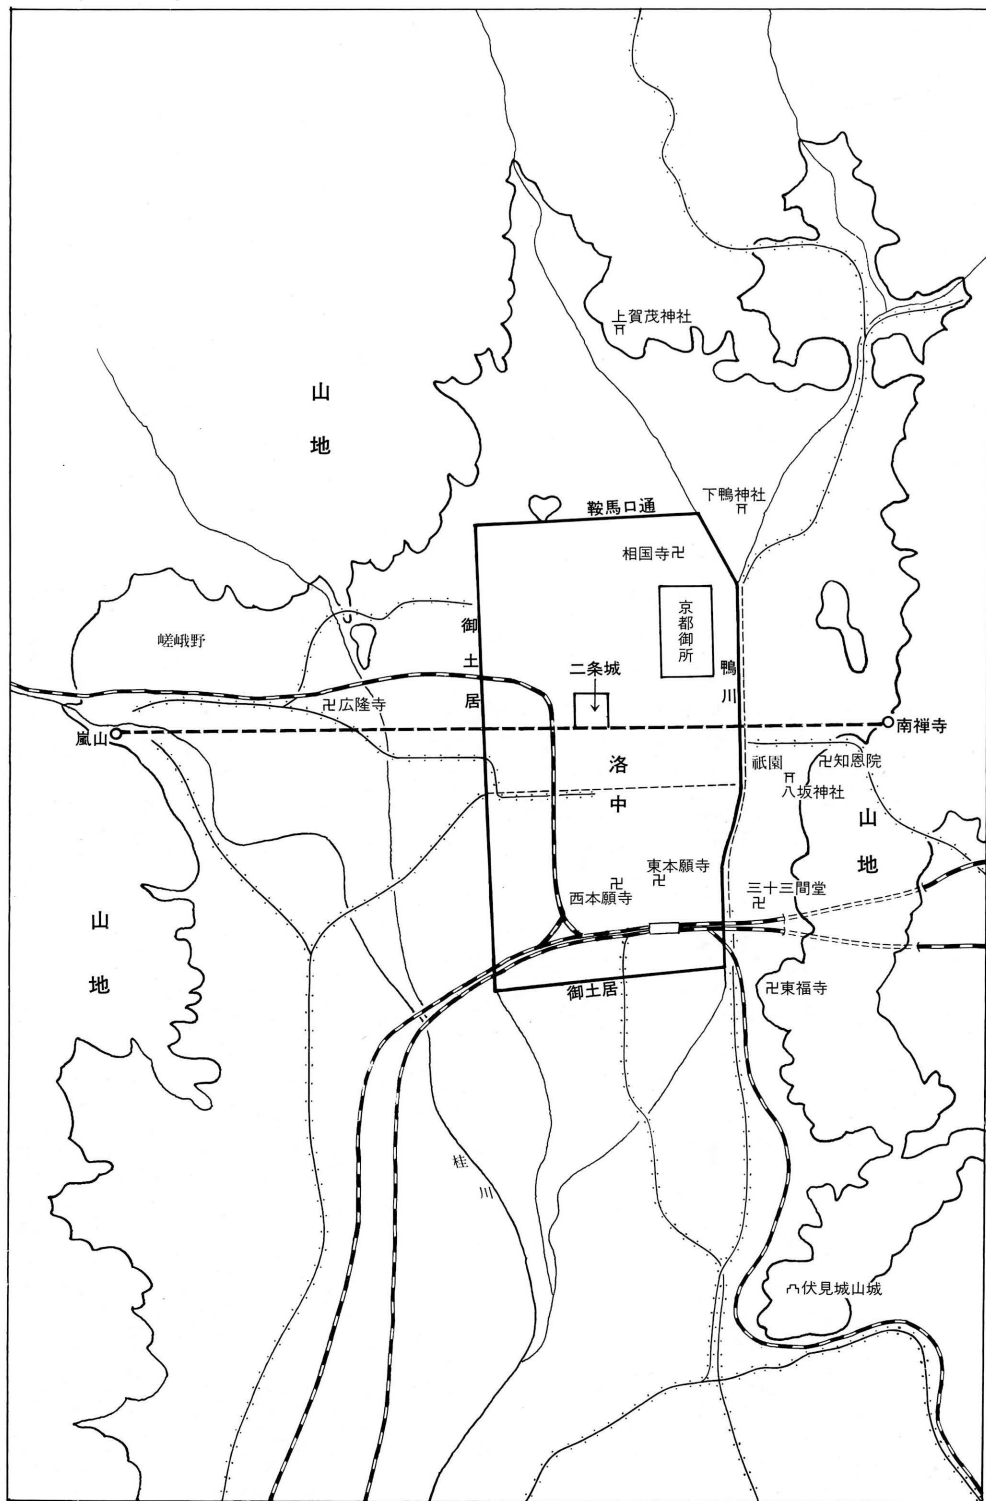 上賀茂神社
山地
下鴨神社
鞍馬口通
相国寺
京都御所
嵯峨野
御土居
二条城
鴨川
広隆寺
嵐山
南禅寺
洛中
祇園
知恩院
八坂神社
山地
東本願寺
西本願寺
三十三間堂
山地
御土居
東福寺
桂川
伏見城山城